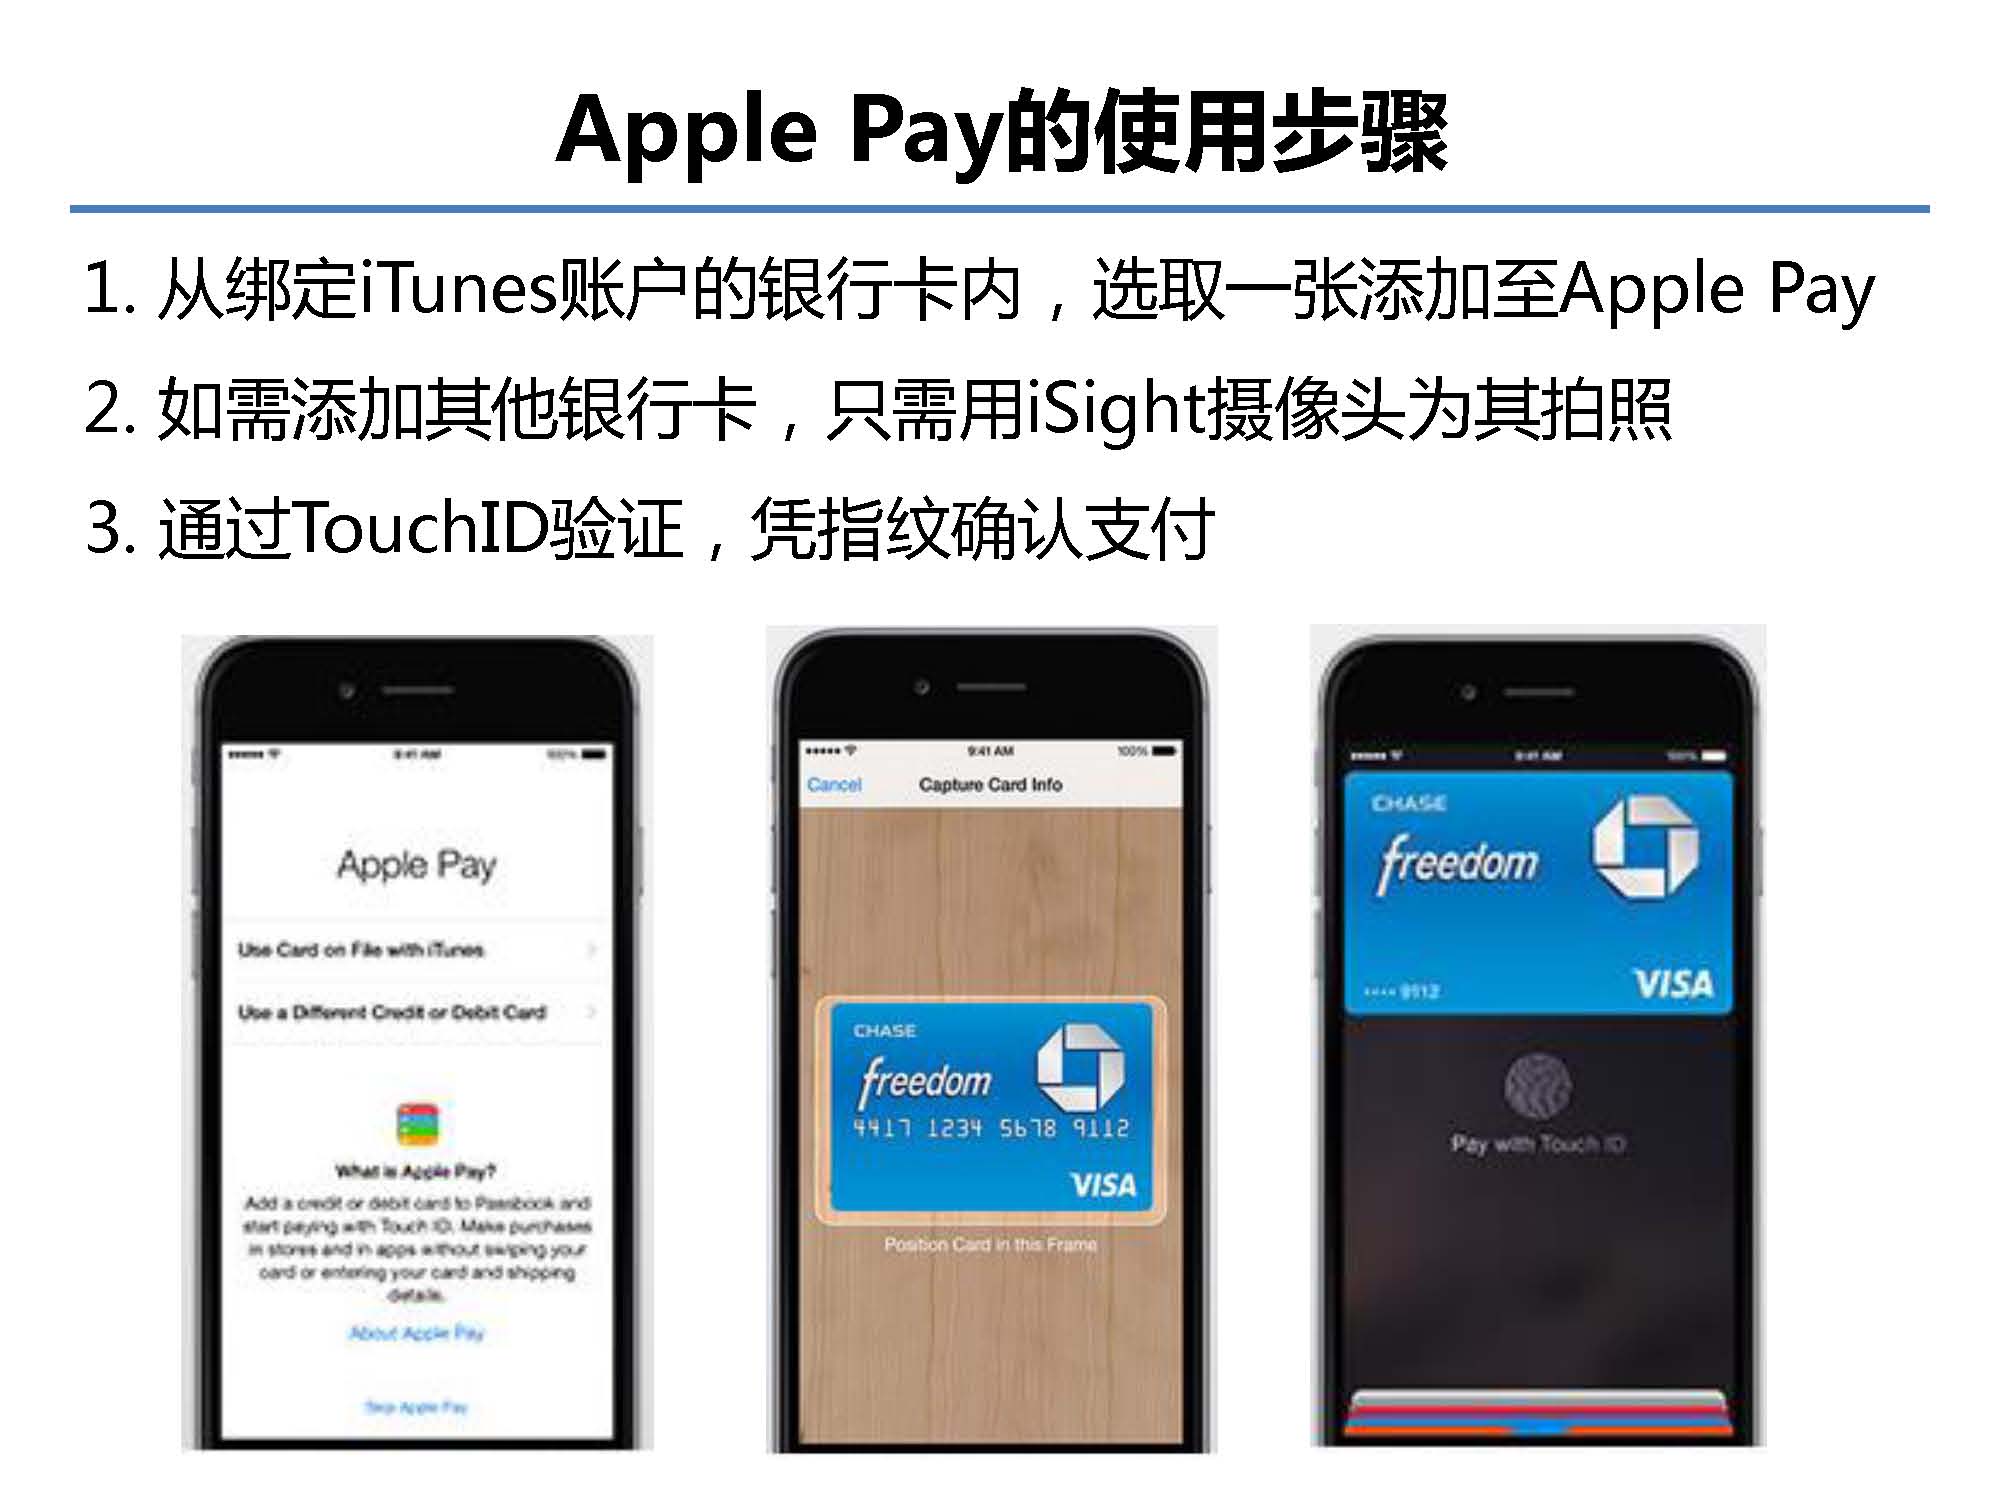 Apple Pay的使用步骤
1. 从绑定iTunes账户的银行卡内，选取一张添加至Apple Pay
2. 如需添加其他银行卡，只需用iSight摄像头为其拍照
3. 通过TouchID验证，凭指纹确认支付
9:41 AM 100%
Apple Pay
Use Card on File with iTunes
Use a Different Credit or Debit Card
What is Apple Pay?
Add a credit or debit card to Passbook and
start paying with Touch ID. Make purchases
in stores and in apps without swiping your
card or entering your card and shipping
details.
About Apple Pay
Skip Apple Pay
9:41 AM 100%
Cancel Capture Card Info
CHASE
freedom
4417 1234 5678 9112
VISA
Position Card in this Frame
9:41 AM 100%
CHASE
freedom
•••• 9112 VISA
Pay with Touch ID